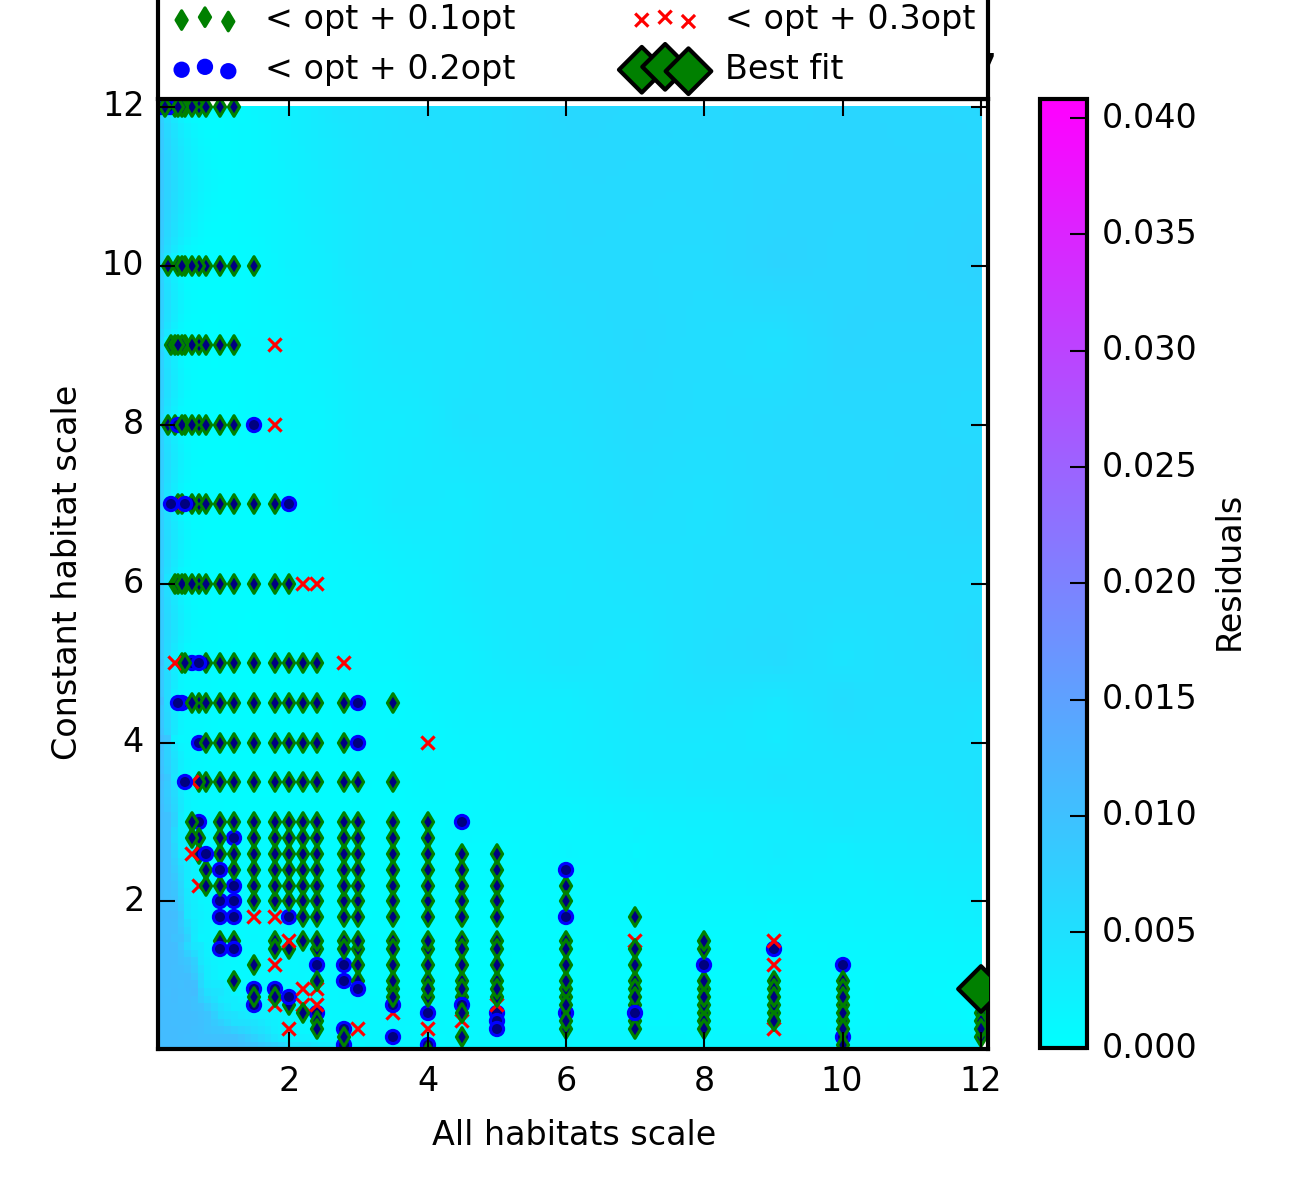 < opt + 0.1opt < opt + 0.3opt
< opt + 0.2opt Best fit
12
10
8
6
4
2
2 4 6 8 10 12
All habitats scale
Constant habitat scale
0.040
0.035
0.030
0.025
0.020
0.015
0.010
0.005
0.000
Residuals